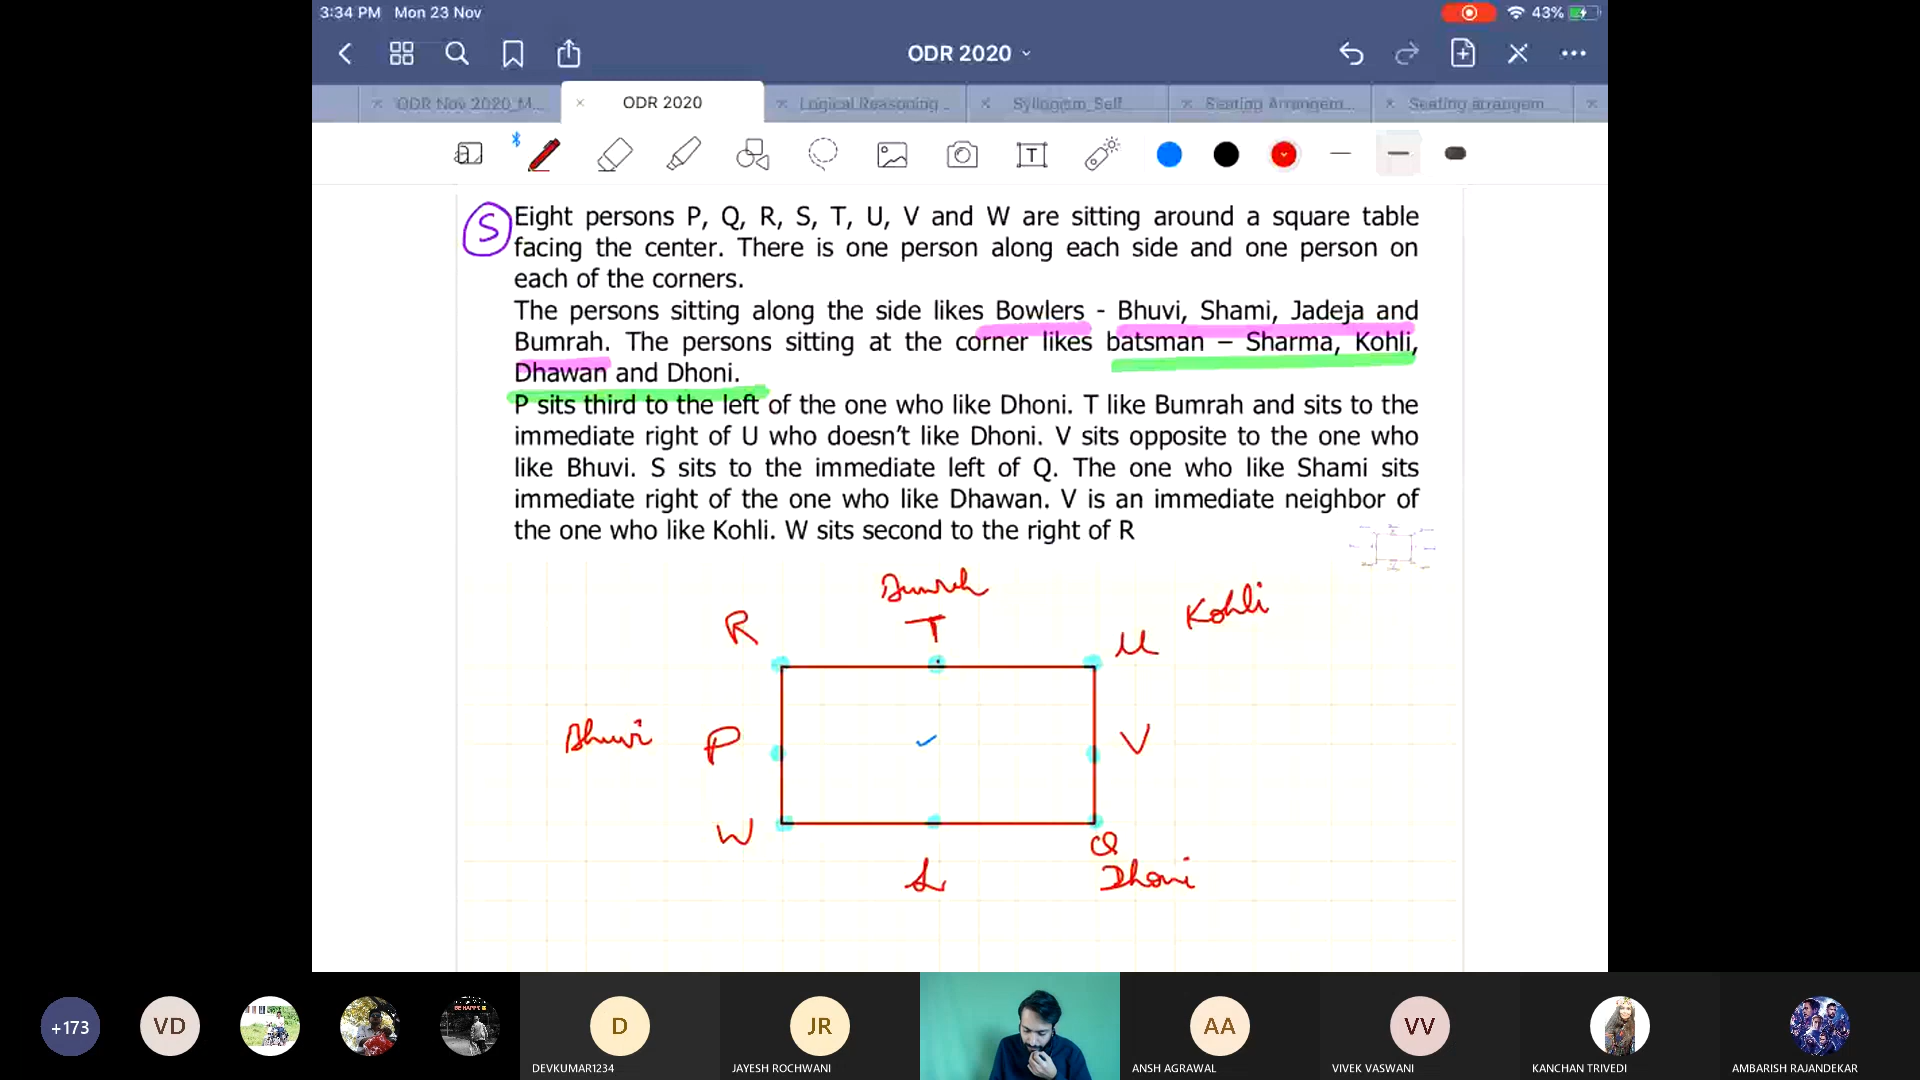 3:34 PM Mon 23 Nov
43%
ODR 2020
ODR Nov 2020_M...
ODR 2020
Logical Reasoning
Syllogism_Self
Seating Arrangem...
Seating arrangem...
T
S
Eight persons P, Q, R, S, T, U, V and W are sitting around a square table
facing the center. There is one person along each side and one person on
each of the corners.
The persons sitting along the side likes Bowlers - Bhuvi, Shami, Jadeja and
Bumrah. The persons sitting at the corner likes batsman – Sharma, Kohli,
Dhawan and Dhoni.
P sits third to the left of the one who like Dhoni. T like Bumrah and sits to the
immediate right of U who doesn’t like Dhoni. V sits opposite to the one who
like Bhuvi. S sits to the immediate left of Q. The one who like Shami sits
immediate right of the one who like Dhawan. V is an immediate neighbor of
the one who like Kohli. W sits second to the right of R
Bumrah
Kohli
R
T
U
Bhuvi
P
V
W
Q
S
Dhoni
+173
VD
BE HAPPY
D
JR
AA
VV
DEVKUMAR1234
JAYESH ROCHWANI
ANSH AGRAWAL
VIVEK VASWANI
KANCHAN TRIVEDI
AMBARISH RAJANDEKAR